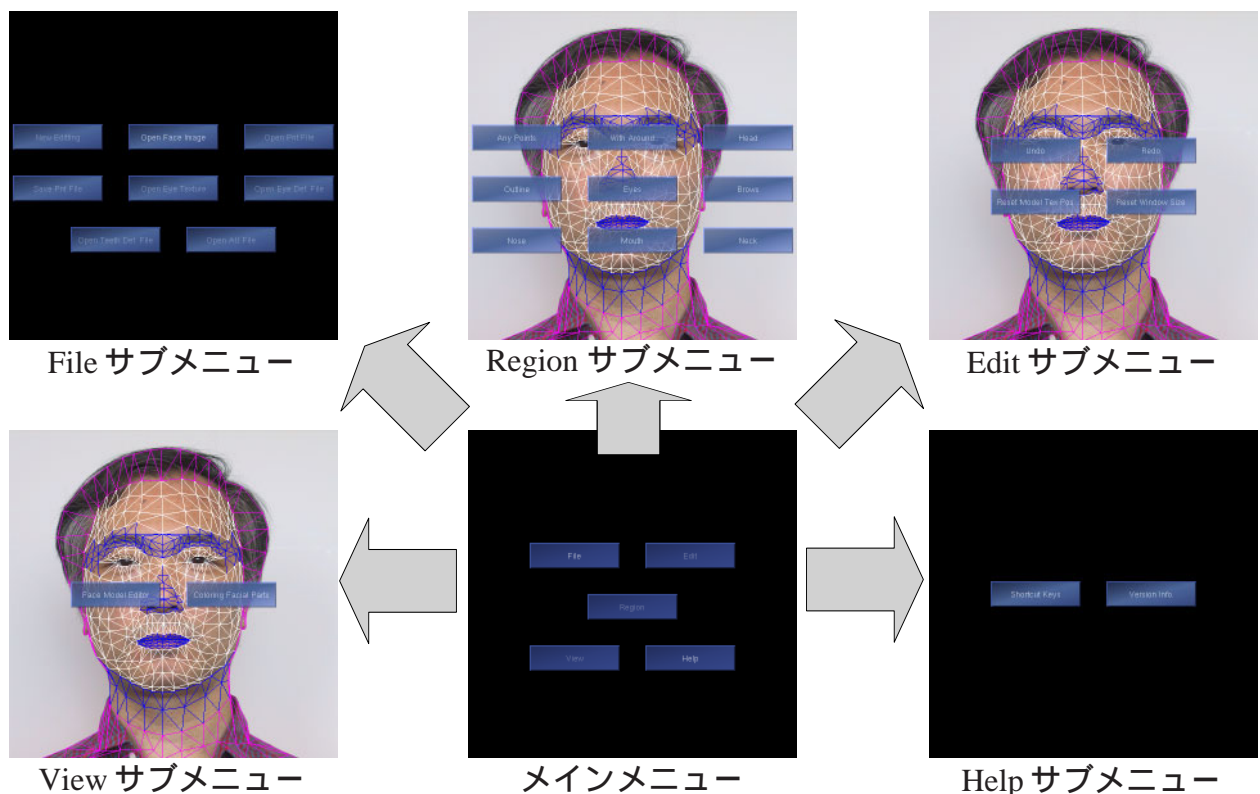 New Editing Open Face Image Open Pnt File
Save Pnt File Open Eye Texture Open Eye Def. File
Open Teeth Def. File Open All File
File サブメニュー
Any Points With Around Head
Outline Eyes Brows
Nose Mouth Neck
Region サブメニュー
Undo Redo
Reset Model Tex Pos Reset Window Size
Edit サブメニュー
Face Model Editor Coloring Facial Parts
View サブメニュー
File Edit
Region
View Help
メインメニュー
Shortcut Keys Version Info.
Help サブメニュー